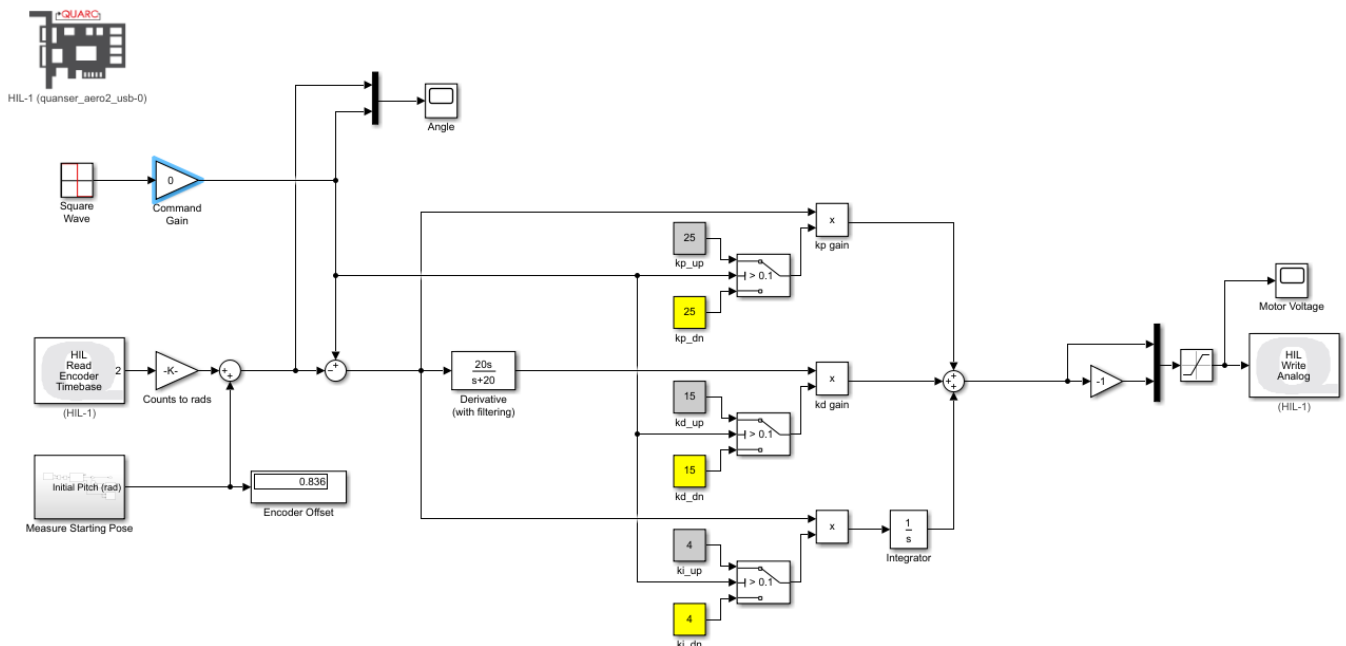 QUARC
HIL-1 (quanser_aero2_usb-0)
Angle
0
Square
Wave
Command
Gain
25
kp_up
> 0.1
25
kp_dn
x
kp gain
HIL
Read
Encoder
Timebase
2
(HIL-1)
-K-
Counts to rads
+
+
+
−
20s
s+20
Derivative
(with filtering)
15
kd_up
> 0.1
15
kd_dn
x
kd gain
+
+
+
-1
Motor Voltage
HIL
Write
Analog
(HIL-1)
Initial Pitch (rad)
Measure Starting Pose
0.836
Encoder Offset
4
ki_up
> 0.1
4
ki_dn
x
1
s
Integrator